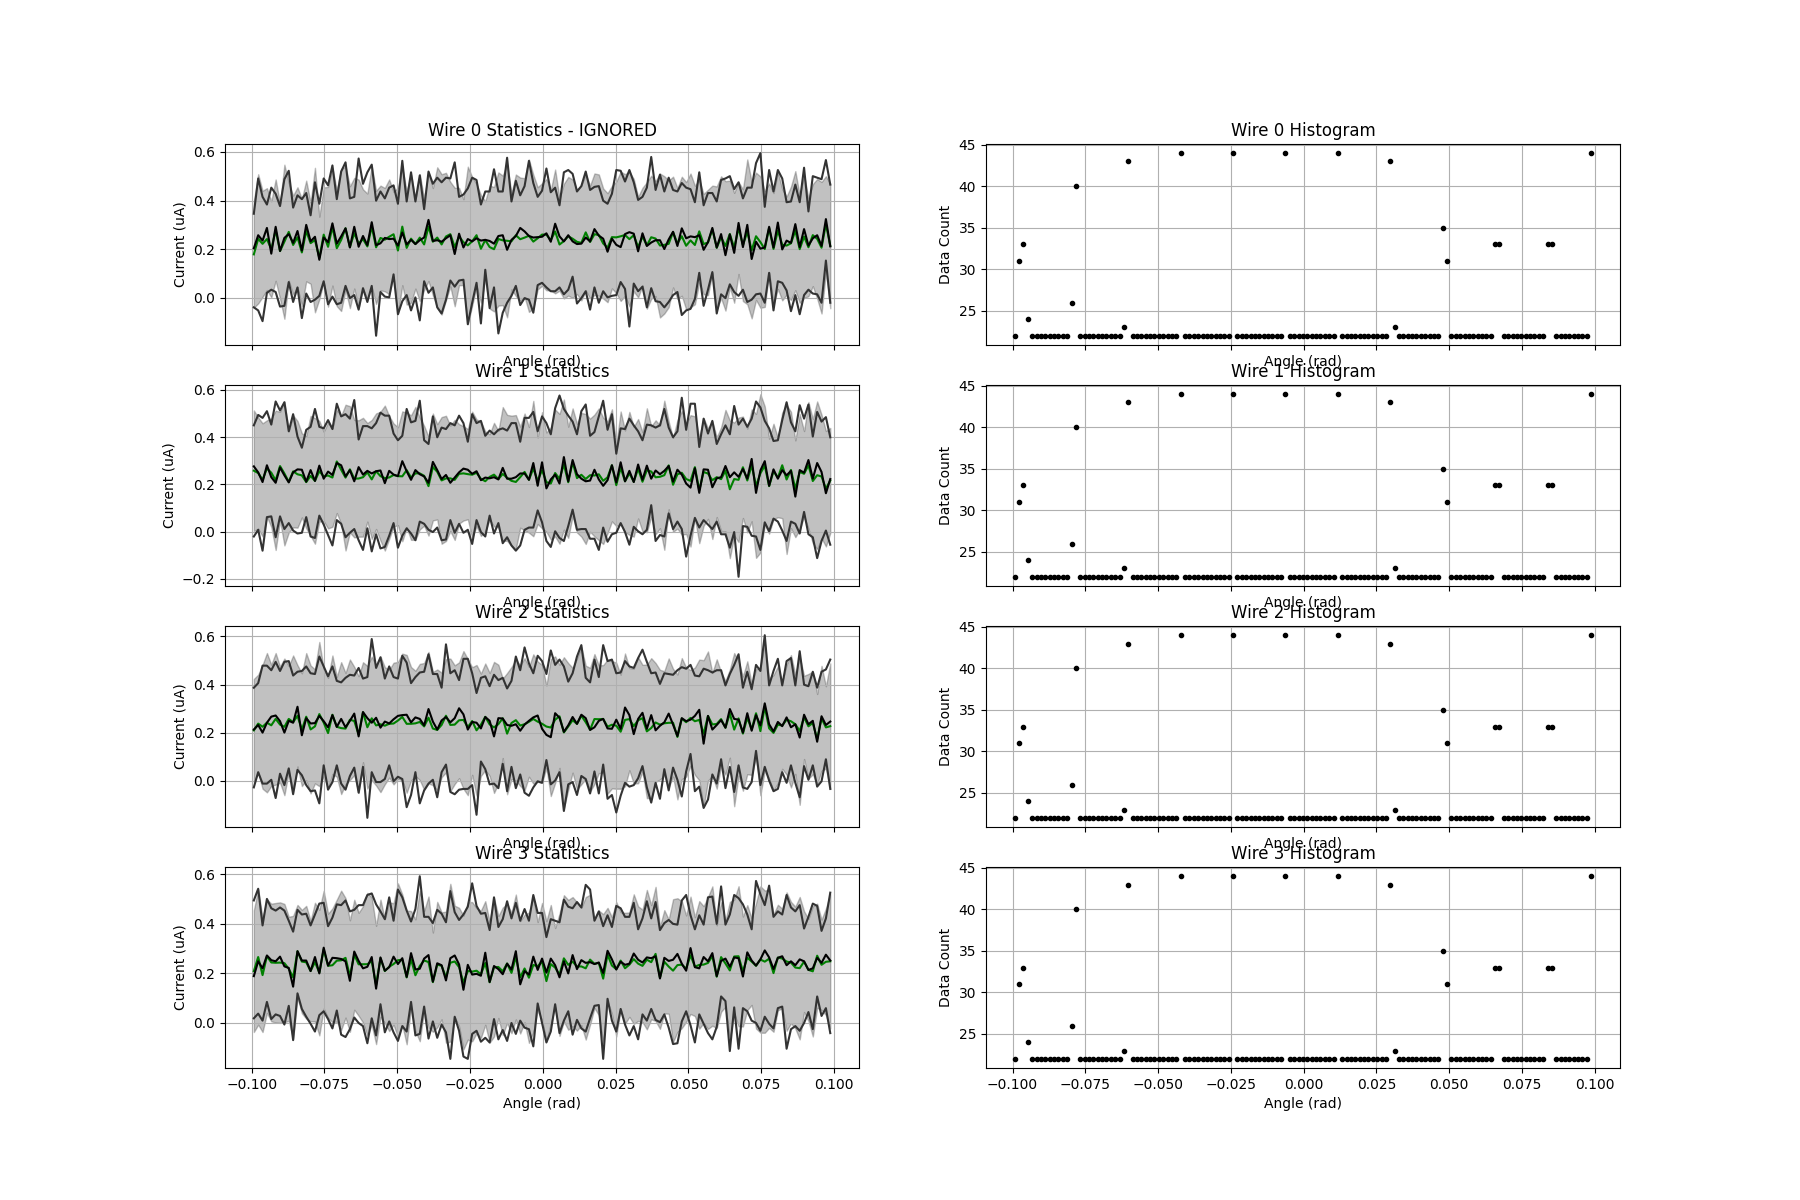 Wire 0 Statistics - IGNORED
Wire 0 Histogram
0.6
0.4
0.2
0.0
Current (uA)
Angle (rad)
45
40
35
30
25
Data Count
Angle (rad)
Wire 1 Statistics
Wire 1 Histogram
0.6
0.4
0.2
0.0
−0.2
Current (uA)
Angle (rad)
45
40
35
30
25
Data Count
Angle (rad)
Wire 2 Statistics
Wire 2 Histogram
0.6
0.4
0.2
0.0
Current (uA)
Angle (rad)
45
40
35
30
25
Data Count
Angle (rad)
Wire 3 Statistics
Wire 3 Histogram
0.6
0.4
0.2
0.0
Current (uA)
−0.100 −0.075 −0.050 −0.025 0.000 0.025 0.050 0.075 0.100
Angle (rad)
45
40
35
30
25
Data Count
−0.100 −0.075 −0.050 −0.025 0.000 0.025 0.050 0.075 0.100
Angle (rad)